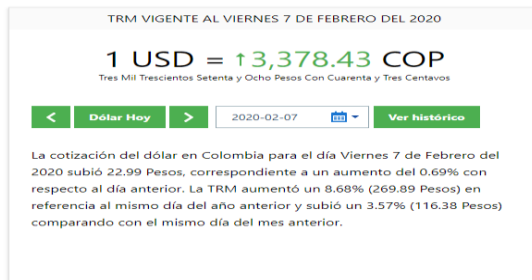 TRM VIGENTE AL VIERNES 7 DE FEBRERO DEL 2020
1 USD = ↑3,378.43 COP
Tres Mil Trescientos Setenta y Ocho Pesos Con Cuarenta y Tres Centavos
< Dólar Hoy > 2020-02-07 Ver histórico
La cotización del dólar en Colombia para el día Viernes 7 de Febrero del
2020 subió 22.99 Pesos, correspondiente a un aumento del 0.69% con
respecto al día anterior. La TRM aumentó un 8.68% (269.89 Pesos) en
referencia al mismo día del año anterior y subió un 3.57% (116.38 Pesos)
comparando con el mismo día del mes anterior.